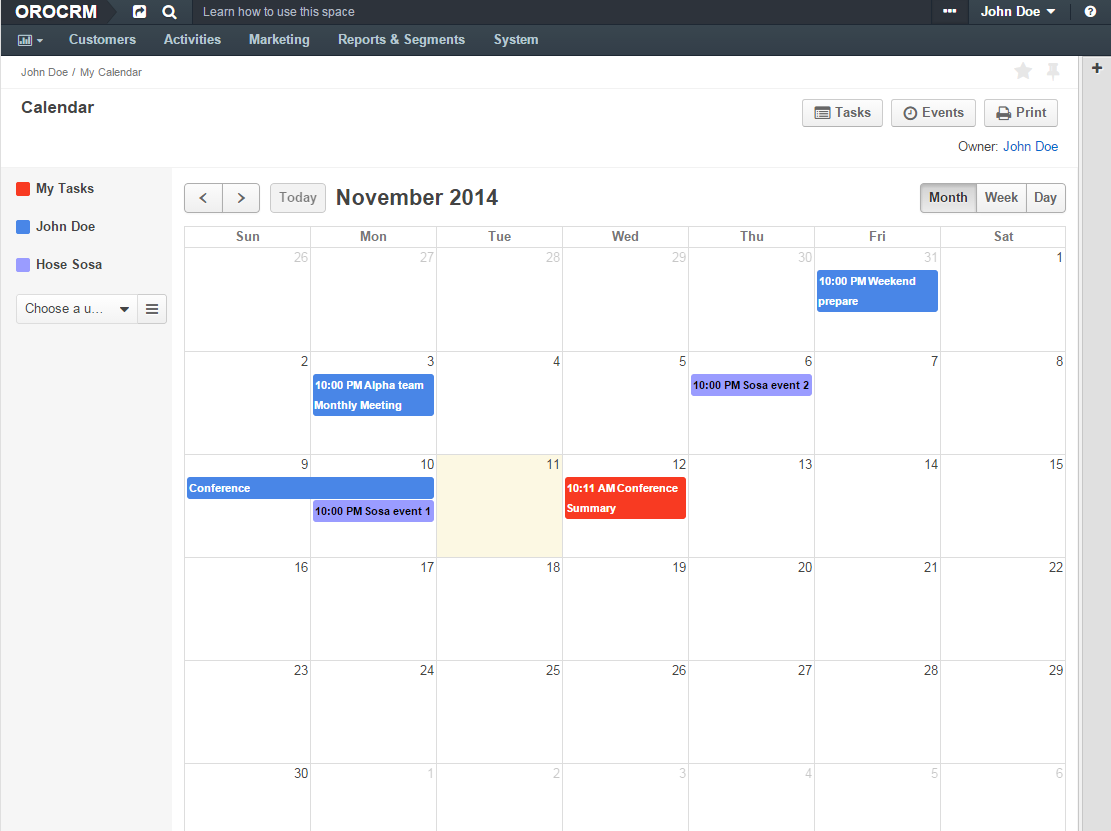 OROCRM Learn how to use this space ••• John Doe ?
Customers Activities Marketing Reports & Segments System
John Doe / My Calendar
Calendar
Tasks Events Print
Owner: John Doe
My Tasks
John Doe
Hose Sosa
Choose a u...
< > Today November 2014 Month Week Day
Sun Mon Tue Wed Thu Fri Sat
26 27 28 29 30 31 1
10:00 PM Weekend
prepare
2 3 4 5 6 7 8
10:00 PM Alpha team
Monthly Meeting
10:00 PM Sosa event 2
9 10 11 12 13 14 15
Conference
10:00 PM Sosa event 1
10:11 AM Conference
Summary
16 17 18 19 20 21 22
23 24 25 26 27 28 29
30 1 2 3 4 5 6